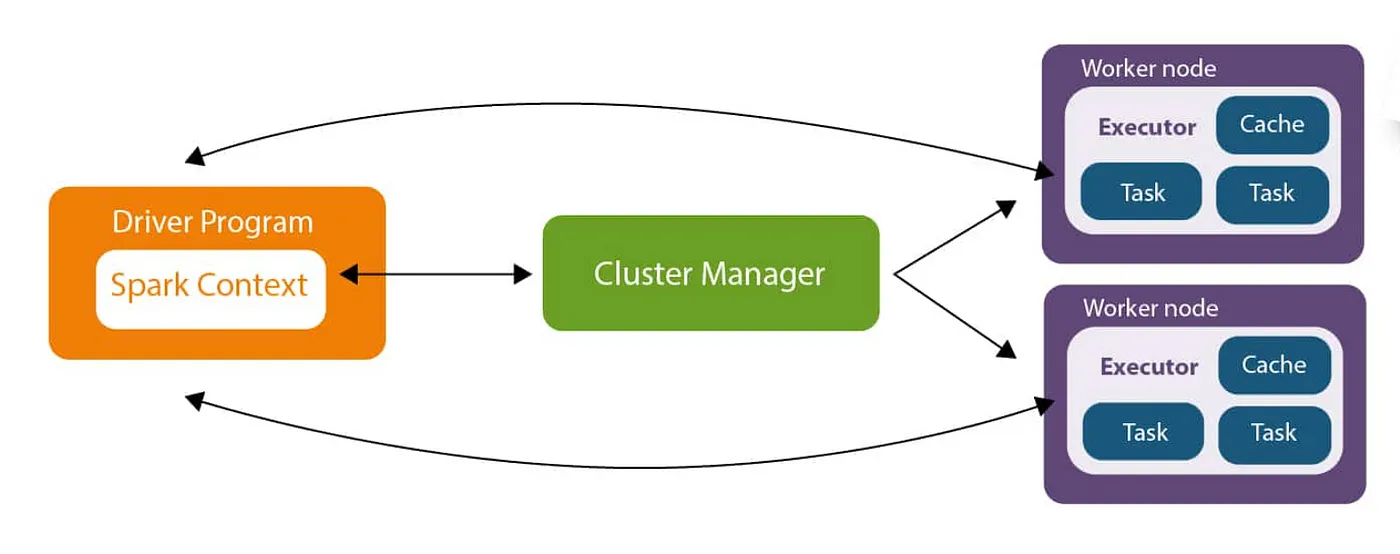 Driver Program
Spark Context
Cluster Manager
Worker node
Executor
Cache
Task
Task
Worker node
Executor
Cache
Task
Task